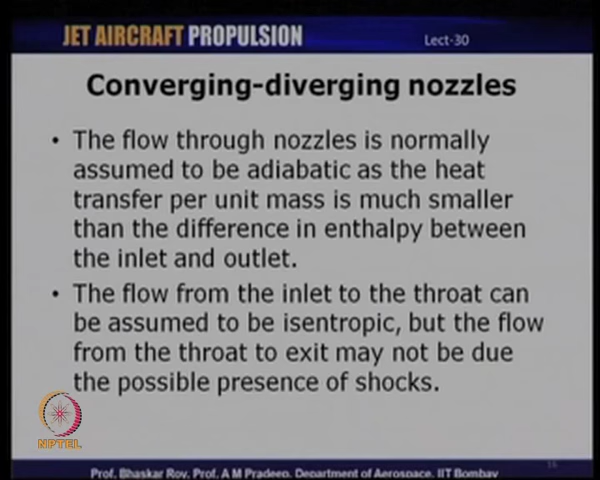 JET AIRCRAFT PROPULSION
Lect-30
Converging-diverging nozzles
• The flow through nozzles is normally
assumed to be adiabatic as the heat
transfer per unit mass is much smaller
than the difference in enthalpy between
the inlet and outlet.
• The flow from the inlet to the throat can
be assumed to be isentropic, but the flow
from the throat to exit may not be due
the possible presence of shocks.
NPTEL
16
Prof. Bhaskar Roy, Prof. A M Pradeep, Department of Aerospace, IIT Bombay